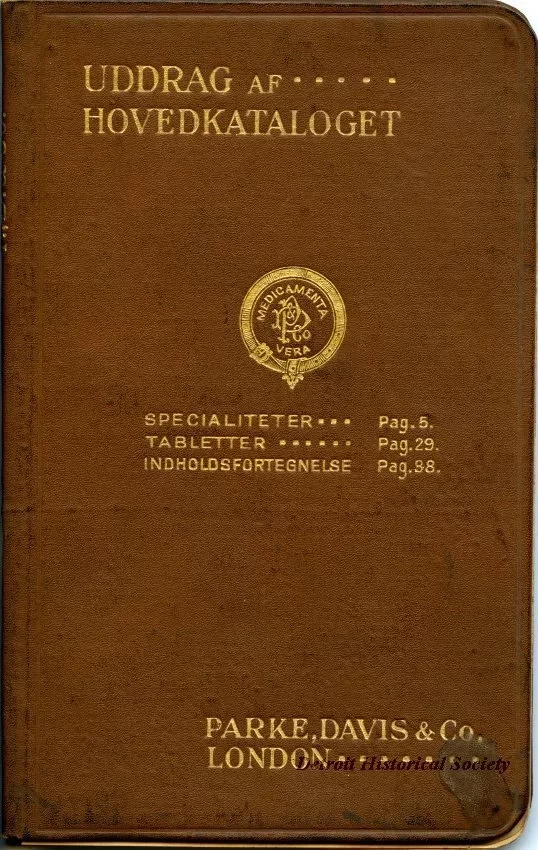 UDDRAG AF · · · · ·
HOVEDKATALOGET
MEDICAMENTA
P D & Co
VERA
SPECIALITETER · · · Pag. 5.
TABLETTER · · · · · · Pag. 29.
INDHOLDSFORTEGNELSE Pag. 38.
PARKE, DAVIS & Co.
LONDON · · · · · · ·
Detroit Historical Society